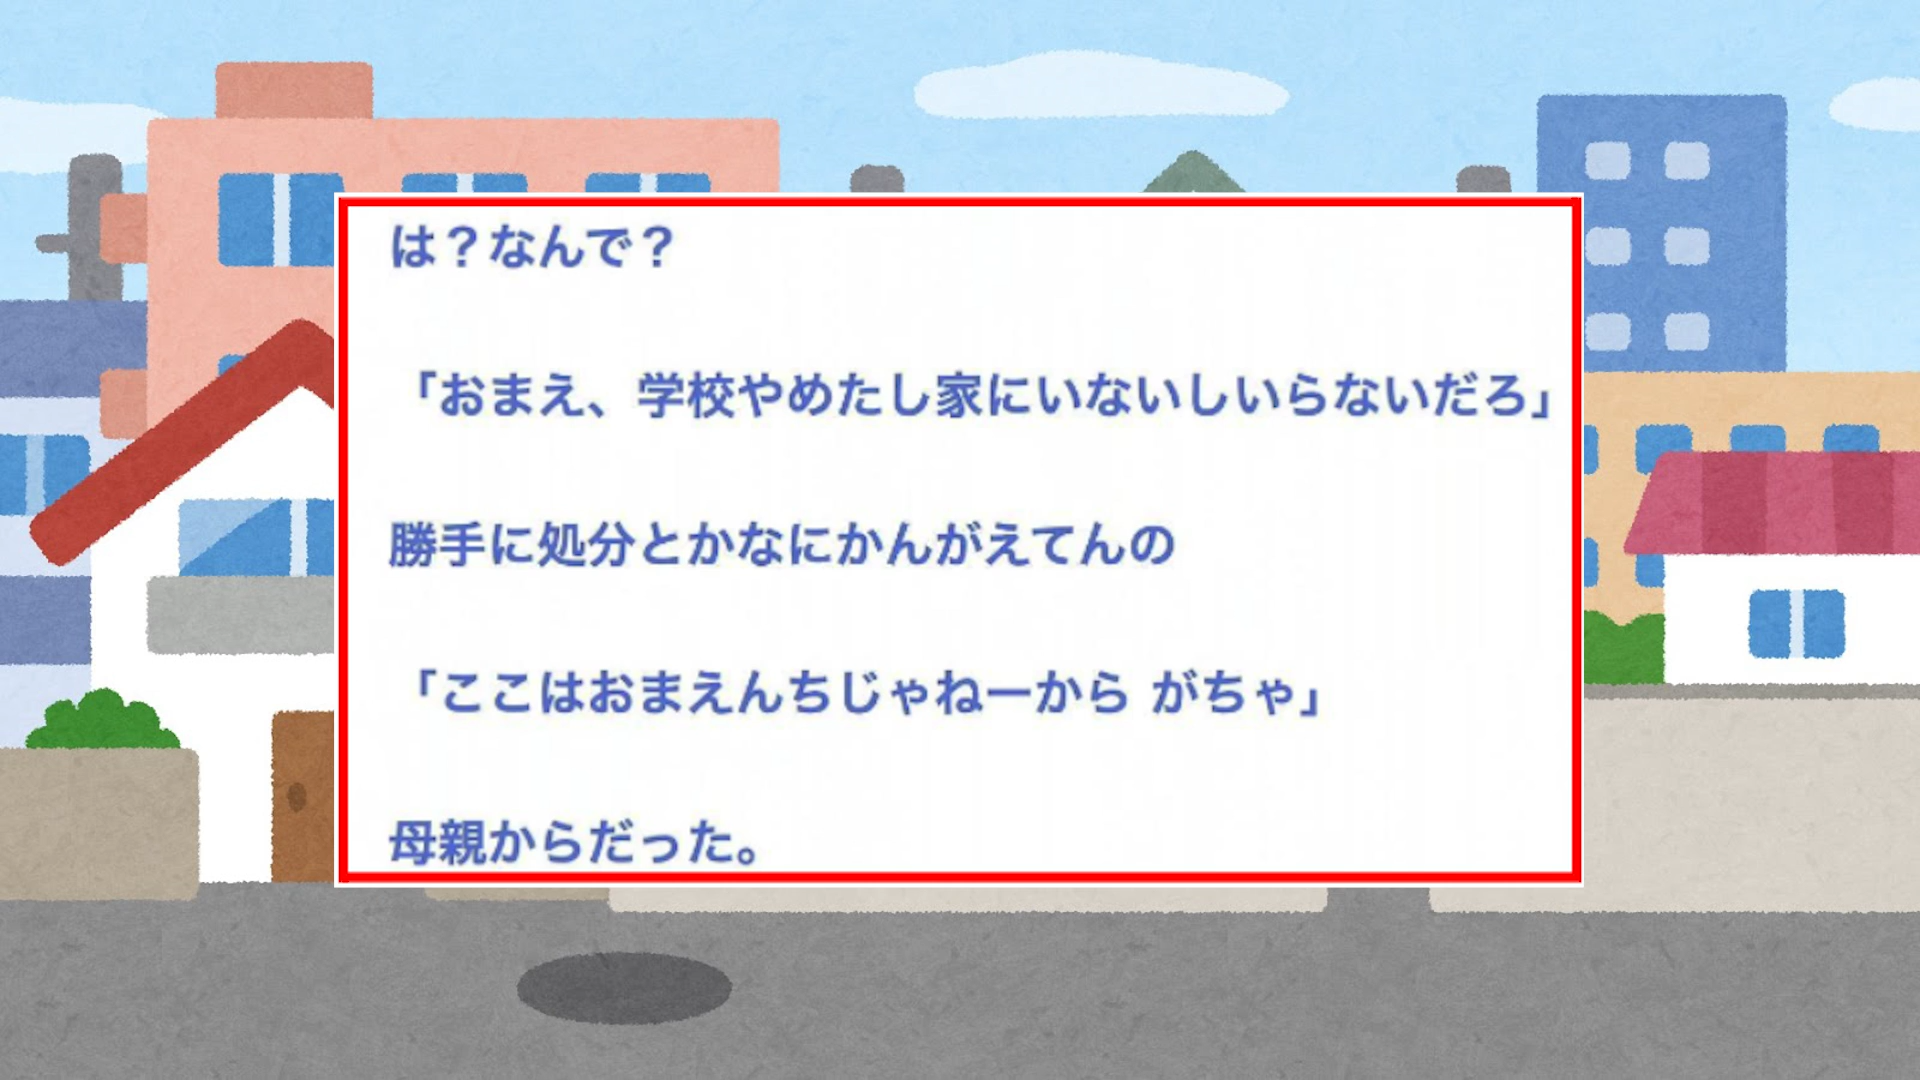 は？なんで？
「おまえ、学校やめたし家にいないしいらないだろ」
勝手に処分とかなにかんがえてんの
「ここはおまえんちじゃねーから がちゃ」
母親からだった。